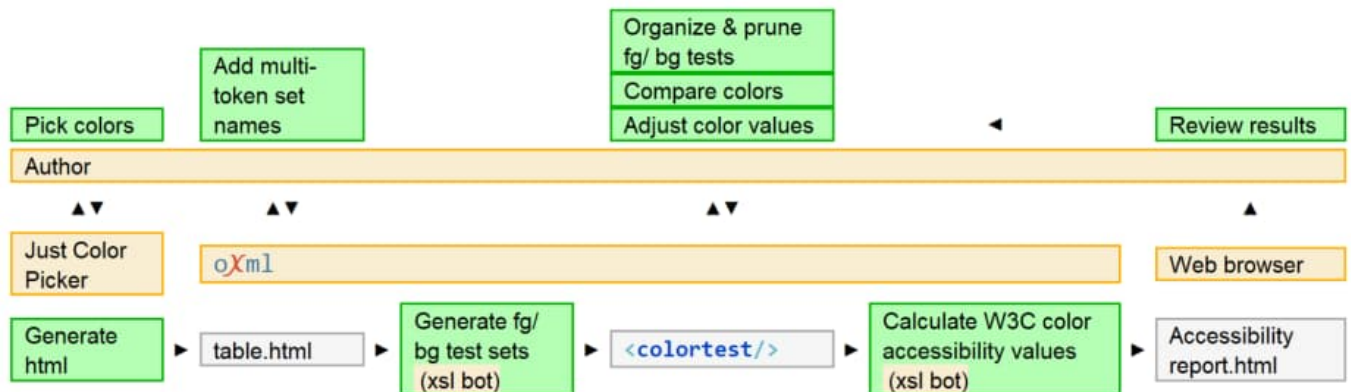 Organize & prune
fg/ bg tests
Add multi-
token set
names
Compare colors
Pick colors
Adjust color values
◄
Review results
Author
▲▼
▲▼
▲▼
▲
Just Color
Picker
oXml
Web browser
Generate
html
►
table.html
►
Generate fg/
bg test sets
(xsl bot)
►
<colortest/>
►
Calculate W3C color
accessibility values
(xsl bot)
►
Accessibility
report.html